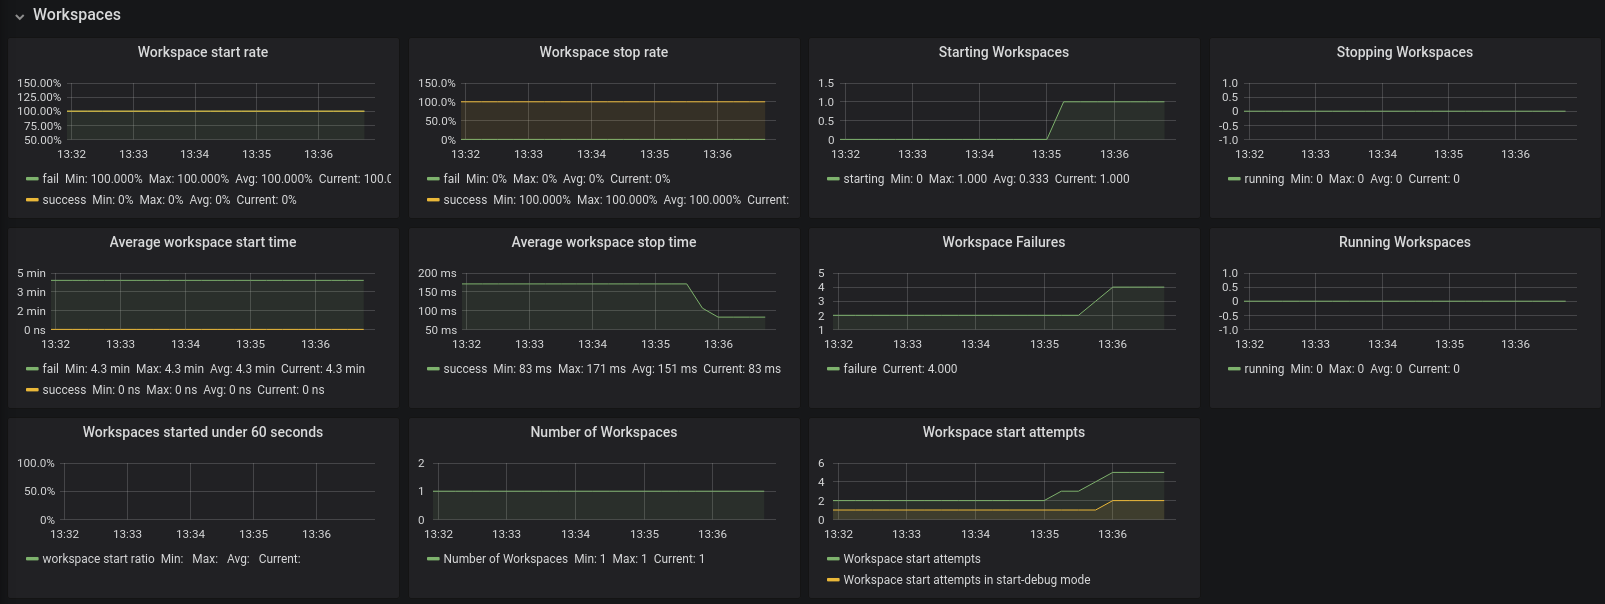 Workspaces
Workspace start rate
150.00%
125.00%
100.00%
75.00%
50.00%
13:32 13:33 13:34 13:35 13:36
fail Min: 100.000% Max: 100.000% Avg: 100.000% Current: 100.0
success Min: 0% Max: 0% Avg: 0% Current: 0%
Workspace stop rate
150.0%
100.0%
50.0%
0%
13:32 13:33 13:34 13:35 13:36
fail Min: 0% Max: 0% Avg: 0% Current: 0%
success Min: 100.000% Max: 100.000% Avg: 100.000% Current:
Starting Workspaces
1.5
1.0
0.5
0
13:32 13:33 13:34 13:35 13:36
starting Min: 0 Max: 1.000 Avg: 0.333 Current: 1.000
Stopping Workspaces
1.0
0.5
0
-0.5
-1.0
13:32 13:33 13:34 13:35 13:36
running Min: 0 Max: 0 Avg: 0 Current: 0
Average workspace start time
5 min
3 min
2 min
0 ns
13:32 13:33 13:34 13:35 13:36
fail Min: 4.3 min Max: 4.3 min Avg: 4.3 min Current: 4.3 min
success Min: 0 ns Max: 0 ns Avg: 0 ns Current: 0 ns
Average workspace stop time
200 ms
150 ms
100 ms
50 ms
13:32 13:33 13:34 13:35 13:36
success Min: 83 ms Max: 171 ms Avg: 151 ms Current: 83 ms
Workspace Failures
5
4
3
2
1
13:32 13:33 13:34 13:35 13:36
failure Current: 4.000
Running Workspaces
1.0
0.5
0
-0.5
-1.0
13:32 13:33 13:34 13:35 13:36
running Min: 0 Max: 0 Avg: 0 Current: 0
Workspaces started under 60 seconds
100.0%
50.0%
0%
13:32 13:33 13:34 13:35 13:36
workspace start ratio Min: Max: Avg: Current:
Number of Workspaces
2
1
0
13:32 13:33 13:34 13:35 13:36
Number of Workspaces Min: 1 Max: 1 Current: 1
Workspace start attempts
6
4
2
0
13:32 13:33 13:34 13:35 13:36
Workspace start attempts
Workspace start attempts in start-debug mode